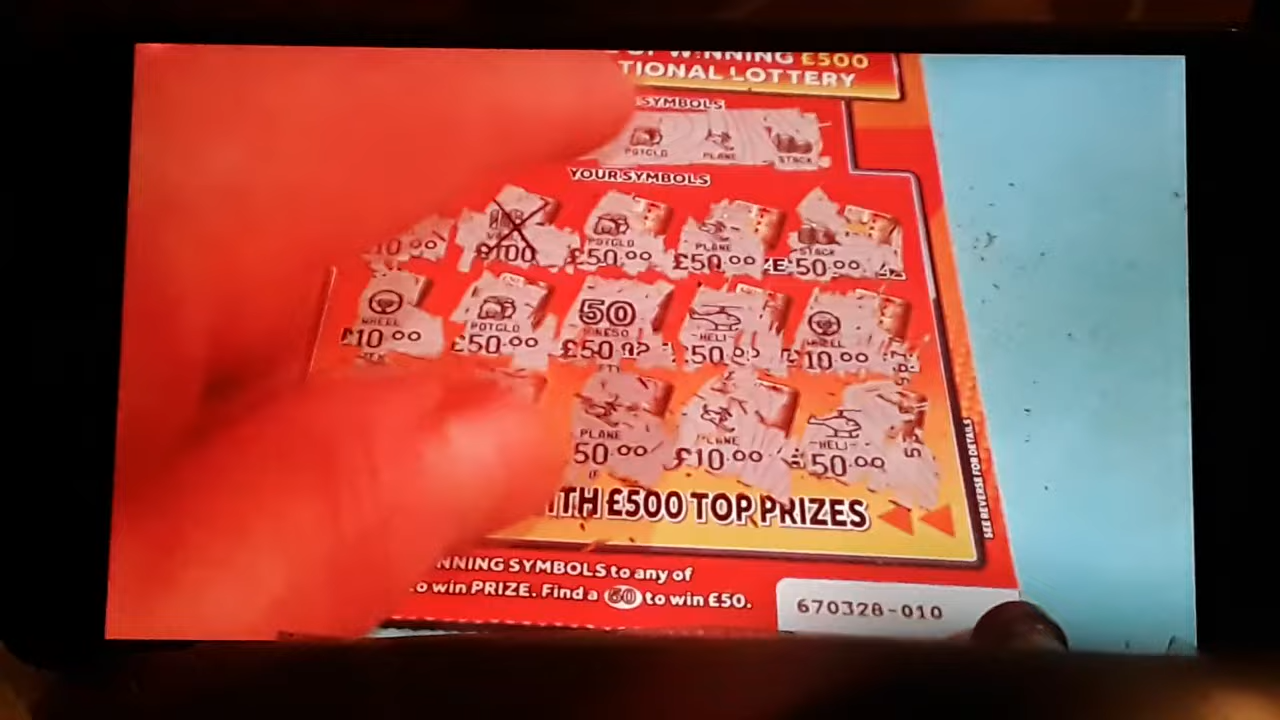 WINNING £500
TIONAL LOTTERY
SYMBOLS
POTGLD PLANE STACK
YOUR SYMBOLS
POTGLD PLANE STACK
10.00 £100 £50.00 £50.00 £50.00
WHEEL POTGLD 50 HELI WHEEL
£10.00 £50.00 £50.00 £50.00 £10.00
PLANE PLANE HELI
50.00 £10.00 £50.00
ITH £500 TOP PRIZES
SEE REVERSE FOR DETAILS
NNING SYMBOLS to any of
o win PRIZE. Find a 50 to win £50.
670328-010